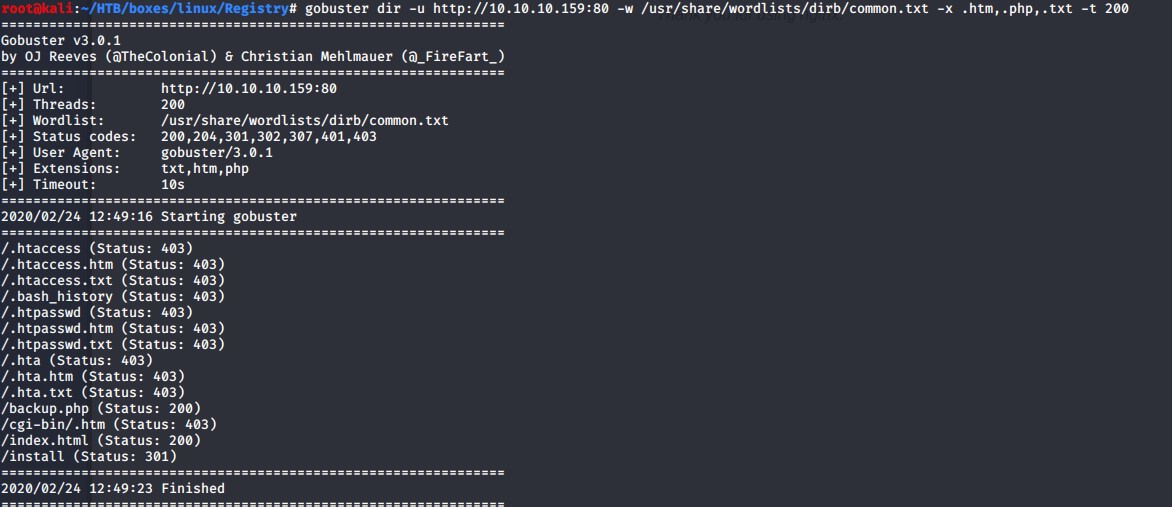 root@kali:~/HTB/boxes/linux/Registry# gobuster dir -u http://10.10.10.159:80 -w /usr/share/wordlists/dirb/common.txt -x .htm,.php,.txt -t 200
Thank you for using nginx.
===============================================================
Gobuster v3.0.1
by OJ Reeves (@TheColonial) & Christian Mehlmauer (@_FireFart_)
===============================================================
[+] Url:            http://10.10.10.159:80
[+] Threads:        200
[+] Wordlist:       /usr/share/wordlists/dirb/common.txt
[+] Status codes:   200,204,301,302,307,401,403
[+] User Agent:     gobuster/3.0.1
[+] Extensions:     txt,htm,php
[+] Timeout:        10s
===============================================================
2020/02/24 12:49:16 Starting gobuster
===============================================================
/.htaccess (Status: 403)
/.htaccess.htm (Status: 403)
/.htaccess.txt (Status: 403)
/.bash_history (Status: 403)
/.htpasswd (Status: 403)
/.htpasswd.htm (Status: 403)
/.htpasswd.txt (Status: 403)
/.hta (Status: 403)
/.hta.htm (Status: 403)
/.hta.txt (Status: 403)
/backup.php (Status: 200)
/cgi-bin/.htm (Status: 403)
/index.html (Status: 200)
/install (Status: 301)
===============================================================
2020/02/24 12:49:23 Finished
===============================================================